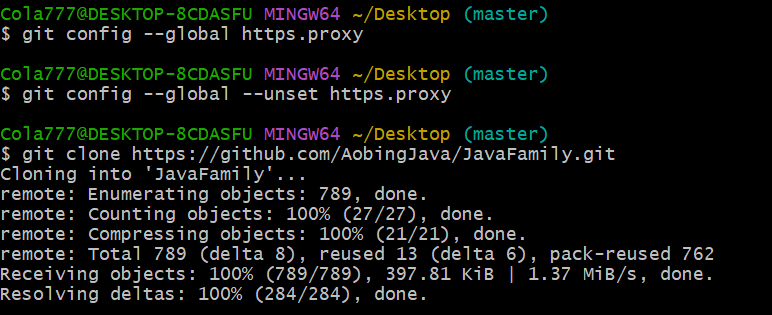 Cola777@DESKTOP-8CDASFU MINGW64 ~/Desktop (master)
$ git config --global https.proxy
Cola777@DESKTOP-8CDASFU MINGW64 ~/Desktop (master)
$ git config --global --unset https.proxy
Cola777@DESKTOP-8CDASFU MINGW64 ~/Desktop (master)
$ git clone https://github.com/AobingJava/JavaFamily.git
Cloning into 'JavaFamily'...
remote: Enumerating objects: 789, done.
remote: Counting objects: 100% (27/27), done.
remote: Compressing objects: 100% (21/21), done.
remote: Total 789 (delta 8), reused 13 (delta 6), pack-reused 762
Receiving objects: 100% (789/789), 397.81 KiB | 1.37 MiB/s, done.
Resolving deltas: 100% (284/284), done.